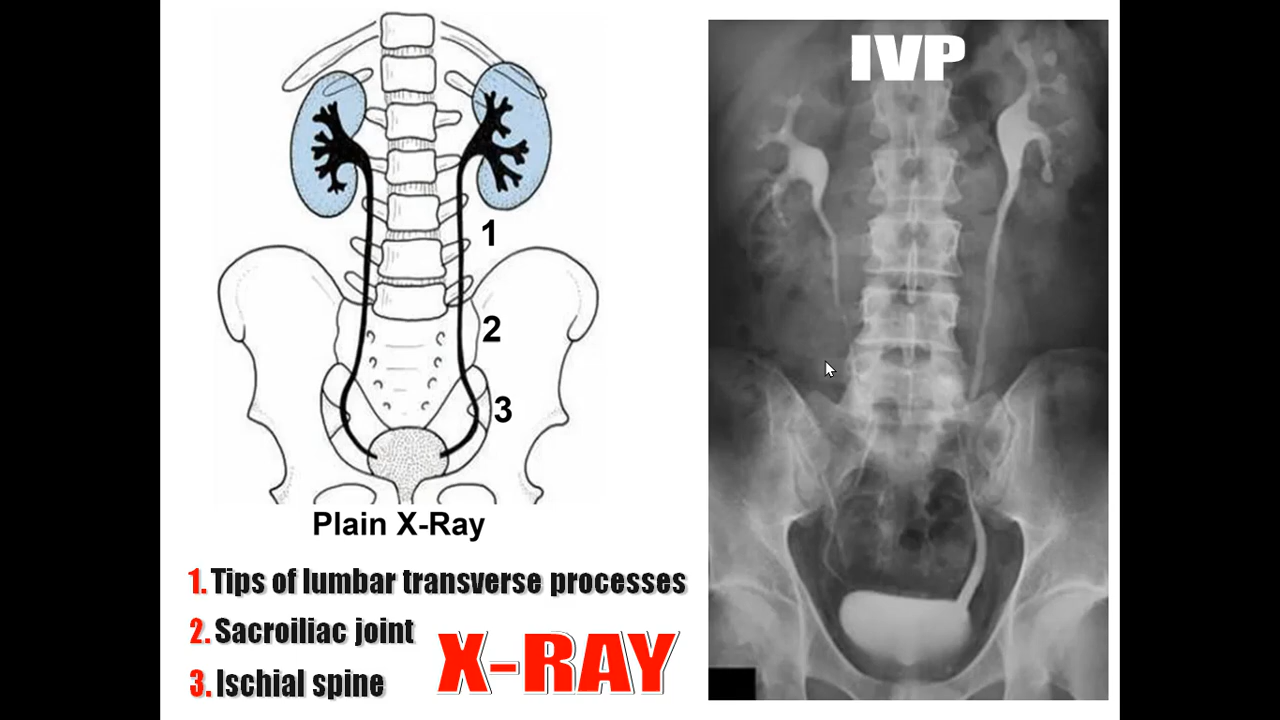 IVP
1
2
3
Plain X-Ray
1. Tips of lumbar transverse processes
2. Sacroiliac joint
3. Ischial spine
X-RAY